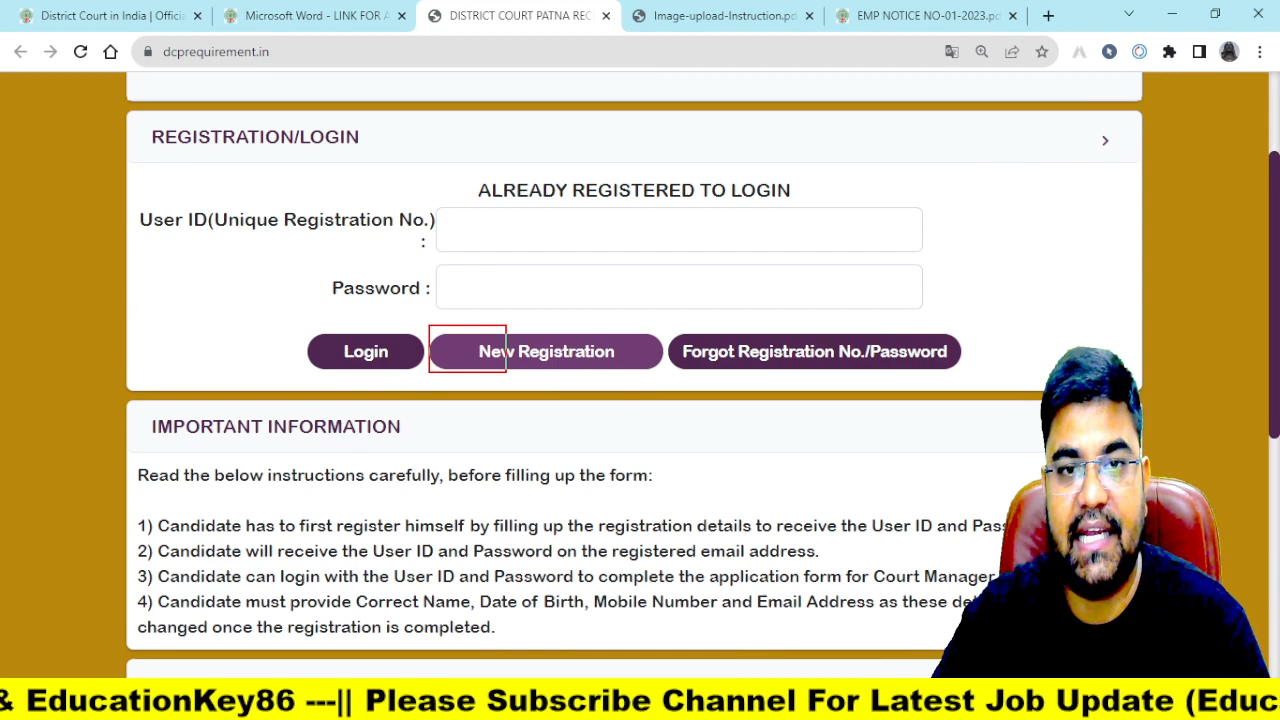 District Court in India | Officia
Microsoft Word - LINK FOR A
DISTRICT COURT PATNA REC
Image-upload-Instruction.pd
EMP NOTICE NO-01-2023.pd
dcprequirement.in
REGISTRATION/LOGIN
ALREADY REGISTERED TO LOGIN
User ID(Unique Registration No.)
:
Password :
Login
New Registration
Forgot Registration No./Password
IMPORTANT INFORMATION
Read the below instructions carefully, before filling up the form:
1) Candidate has to first register himself by filling up the registration details to receive the User ID and Pas
2) Candidate will receive the User ID and Password on the registered email address.
3) Candidate can login with the User ID and Password to complete the application form for Court Manager
4) Candidate must provide Correct Name, Date of Birth, Mobile Number and Email Address as these det
changed once the registration is completed.
& EducationKey86 ---|| Please Subscribe Channel For Latest Job Update (Educ